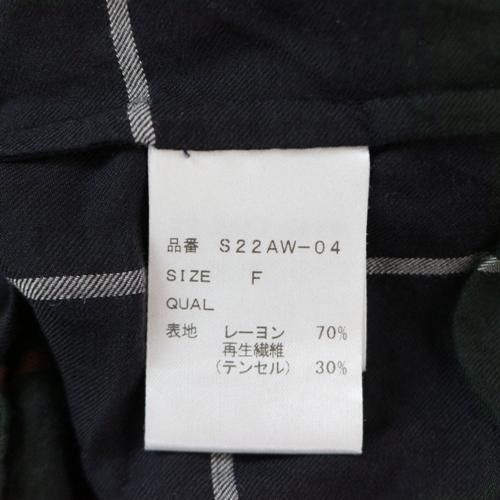 品番 S22AW-04
SIZE F
QUAL
表地 レーヨン 70%
再生繊維
(テンセル) 30%